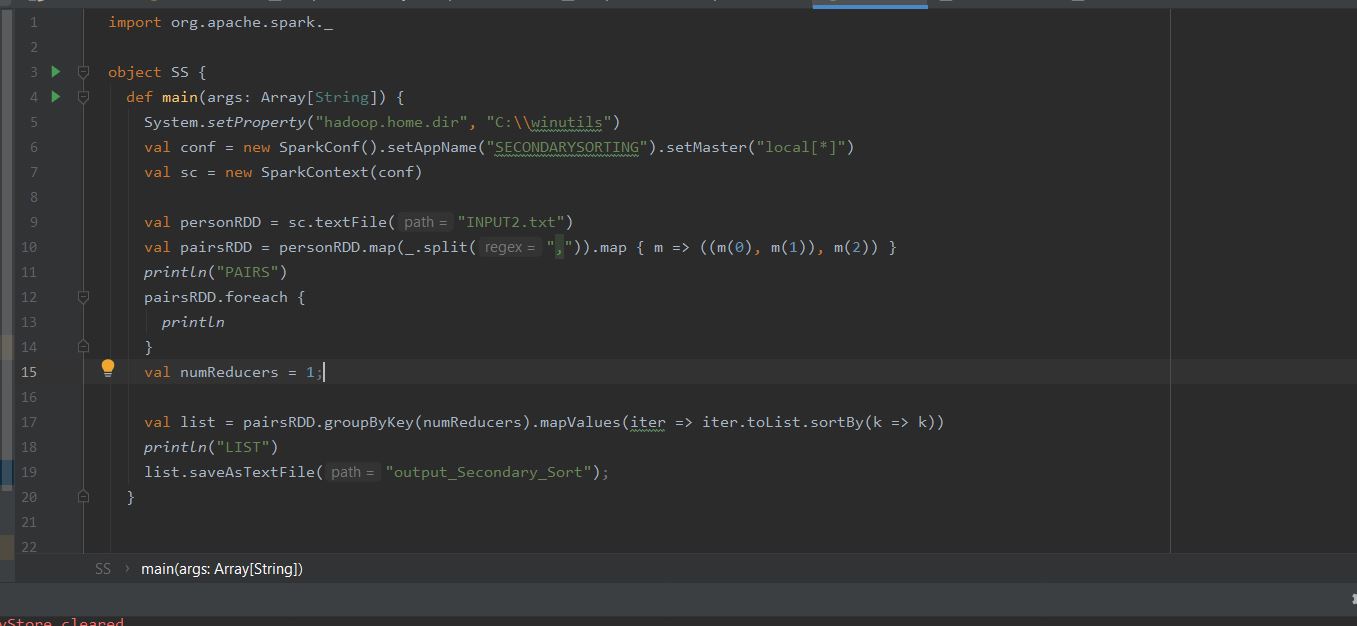 1 import org.apache.spark._
2
3 object SS {
4 def main(args: Array[String]) {
5 System.setProperty("hadoop.home.dir", "C:\\winutils")
6 val conf = new SparkConf().setAppName("SECONDARYSORTING").setMaster("local[*]")
7 val sc = new SparkContext(conf)
8
9 val personRDD = sc.textFile( path = "INPUT2.txt")
10 val pairsRDD = personRDD.map(_.split( regex = ",")).map { m => ((m(0), m(1)), m(2)) }
11 println("PAIRS")
12 pairsRDD.foreach {
13 println
14 }
15 val numReducers = 1;
16
17 val list = pairsRDD.groupByKey(numReducers).mapValues(iter => iter.toList.sortBy(k => k))
18 println("LIST")
19 list.saveAsTextFile( path = "output_Secondary_Sort");
20 }
21
22
SS › main(args: Array[String])
yStore cleared